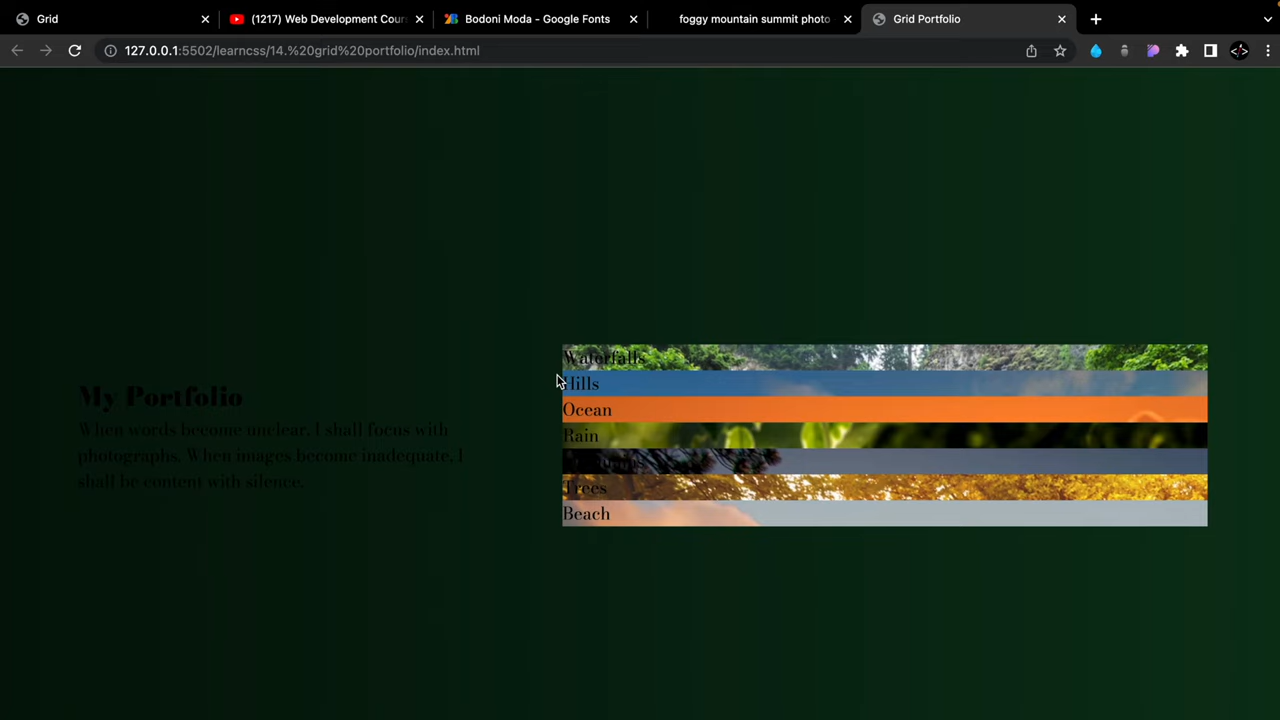 Grid
(1217) Web Development Cour
Bodoni Moda - Google Fonts
foggy mountain summit photo
Grid Portfolio
127.0.0.1:5502/learncss/14.%20grid%20portfolio/index.html
My Portfolio
When words become unclear, I shall focus with
photographs. When images become inadequate, I
shall be content with silence.
Waterfalls
Hills
Ocean
Rain
Trees
Beach